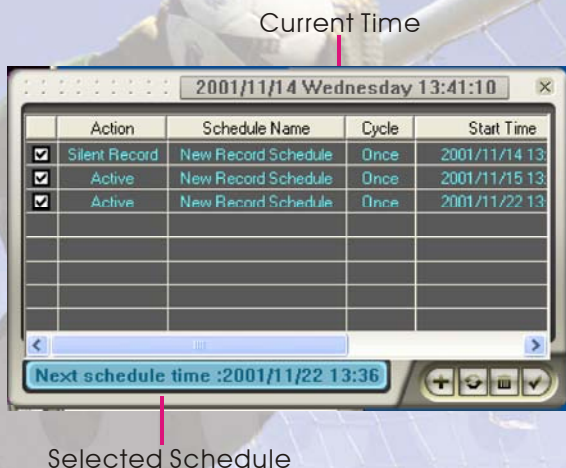 Current Time
2001/11/14 Wednesday 13:41:10
Action Schedule Name Cycle Start Time
Silent Record New Record Schedule Once 2001/11/14 13:
Active New Record Schedule Once 2001/11/15 13:
Active New Record Schedule Once 2001/11/22 13:
Next schedule time :2001/11/22 13:36
Selected Schedule